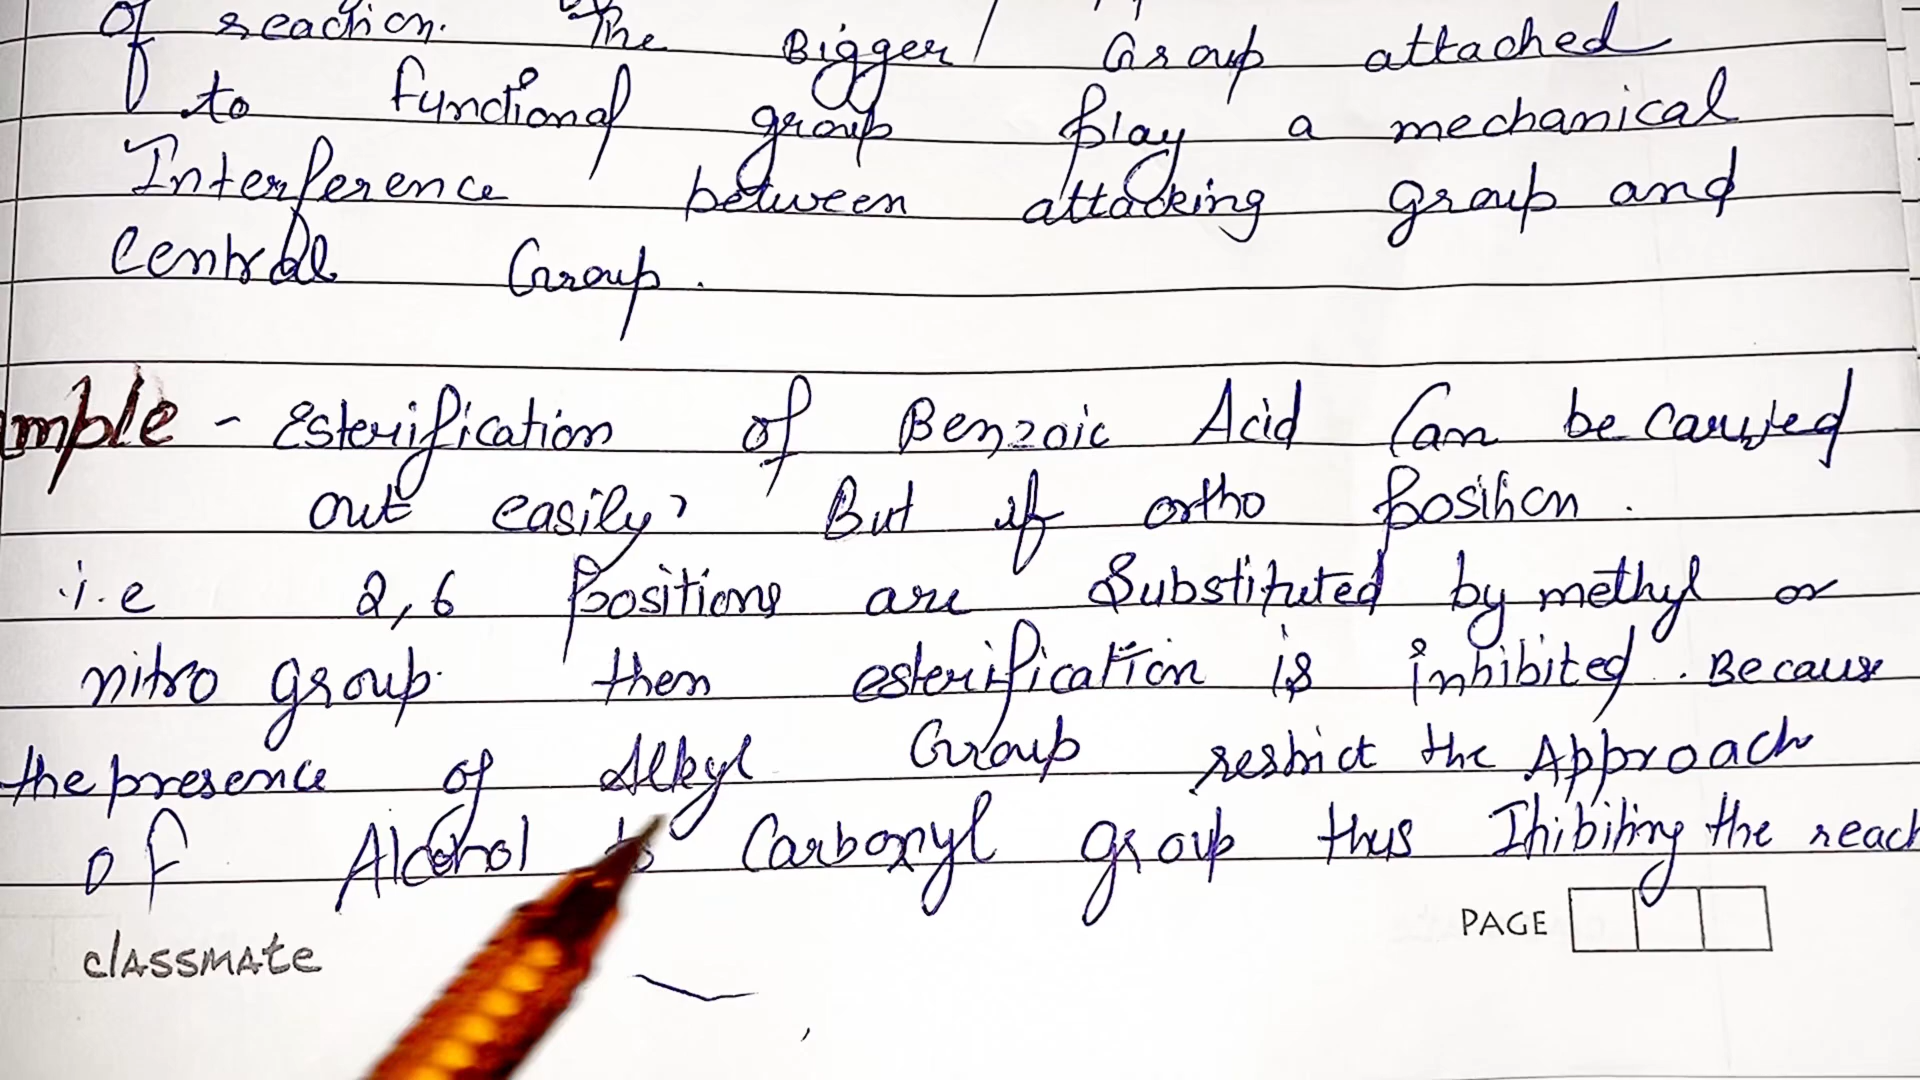 of reaction. The Bigger Group attached
to functional group play a mechanical
Interference between attacking group and
Central Group.
mple - Esterification of Benzoic Acid Can be carried
out easily, But if ortho position.
i.e 2,6 positions are Substituted by methyl or
nitro group. then esterification is inhibited. Because
the presence of Alkyl Group restrict the Approach
of Alcohol to Carbonyl group thus Ihibiting the reach
PAGE
classmate